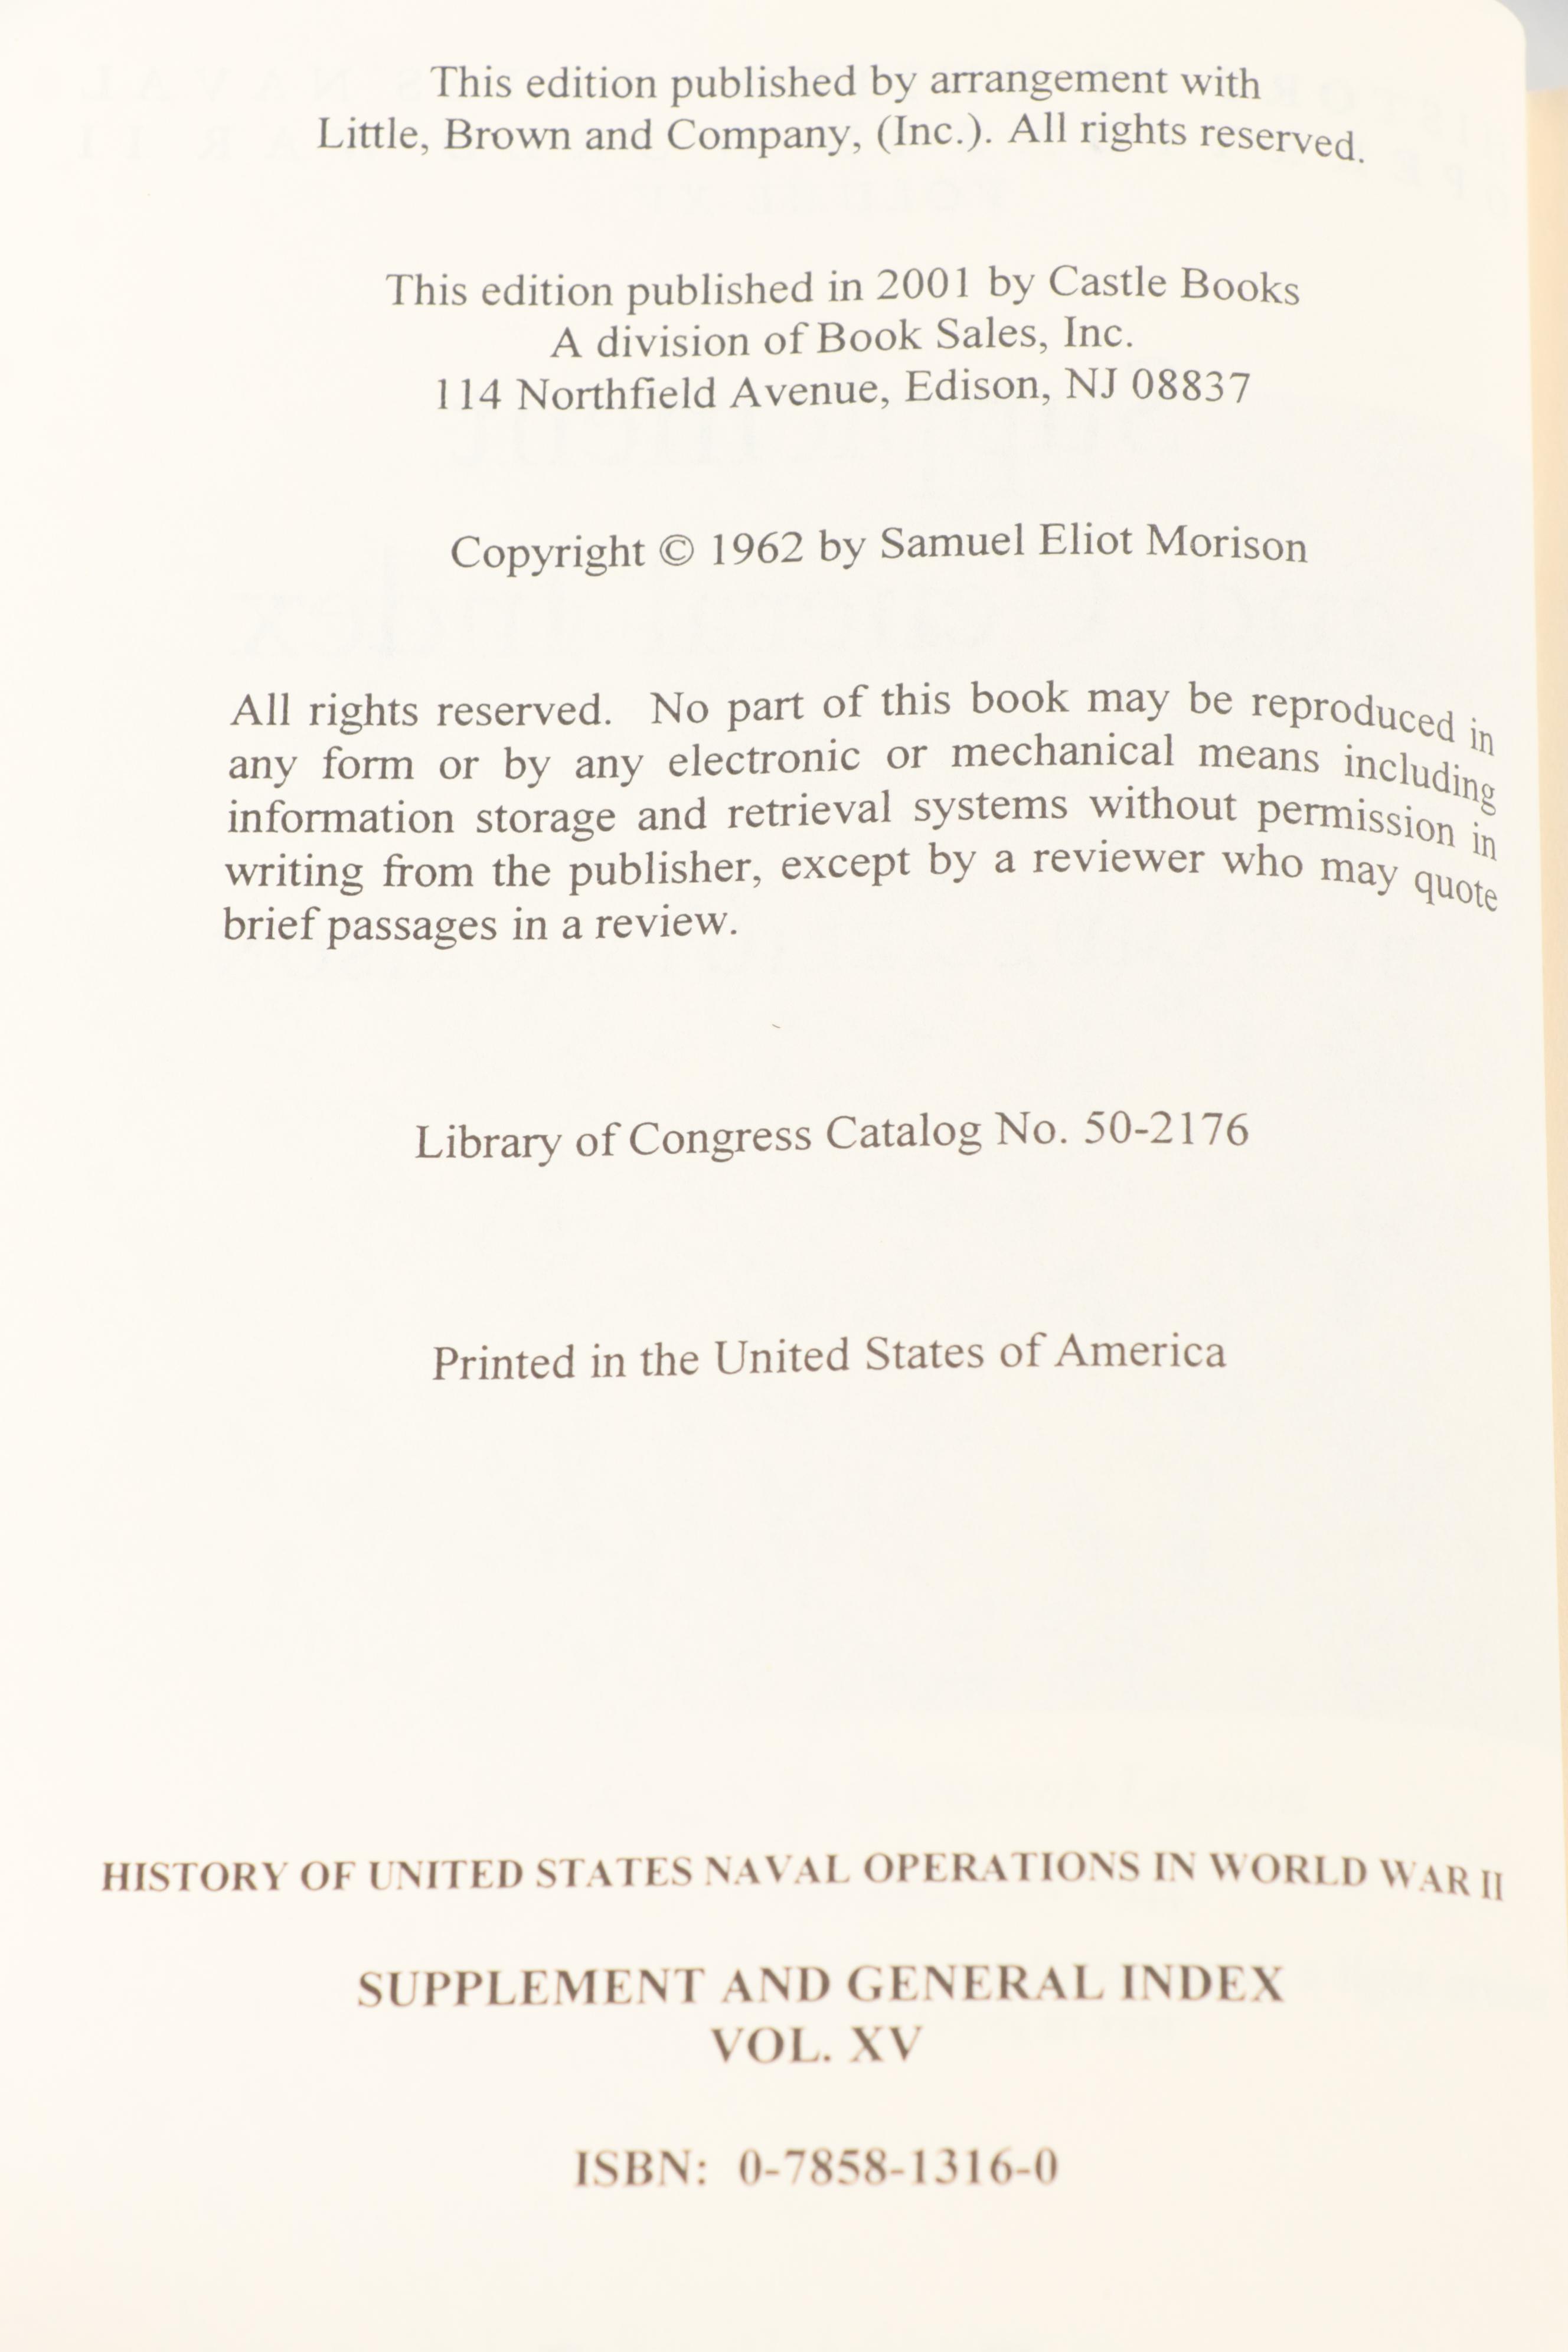 This edition published by arrangement with
Little, Brown and Company, (Inc.). All rights reserved.
This edition published in 2001 by Castle Books
A division of Book Sales, Inc.
114 Northfield Avenue, Edison, NJ 08837
Copyright © 1962 by Samuel Eliot Morison
All rights reserved. No part of this book may be reproduced in
any form or by any electronic or mechanical means including
information storage and retrieval systems without permission in
writing from the publisher, except by a reviewer who may quote
brief passages in a review.
Library of Congress Catalog No. 50-2176
Printed in the United States of America
HISTORY OF UNITED STATES NAVAL OPERATIONS IN WORLD WAR II
SUPPLEMENT AND GENERAL INDEX
VOL. XV
ISBN: 0-7858-1316-0